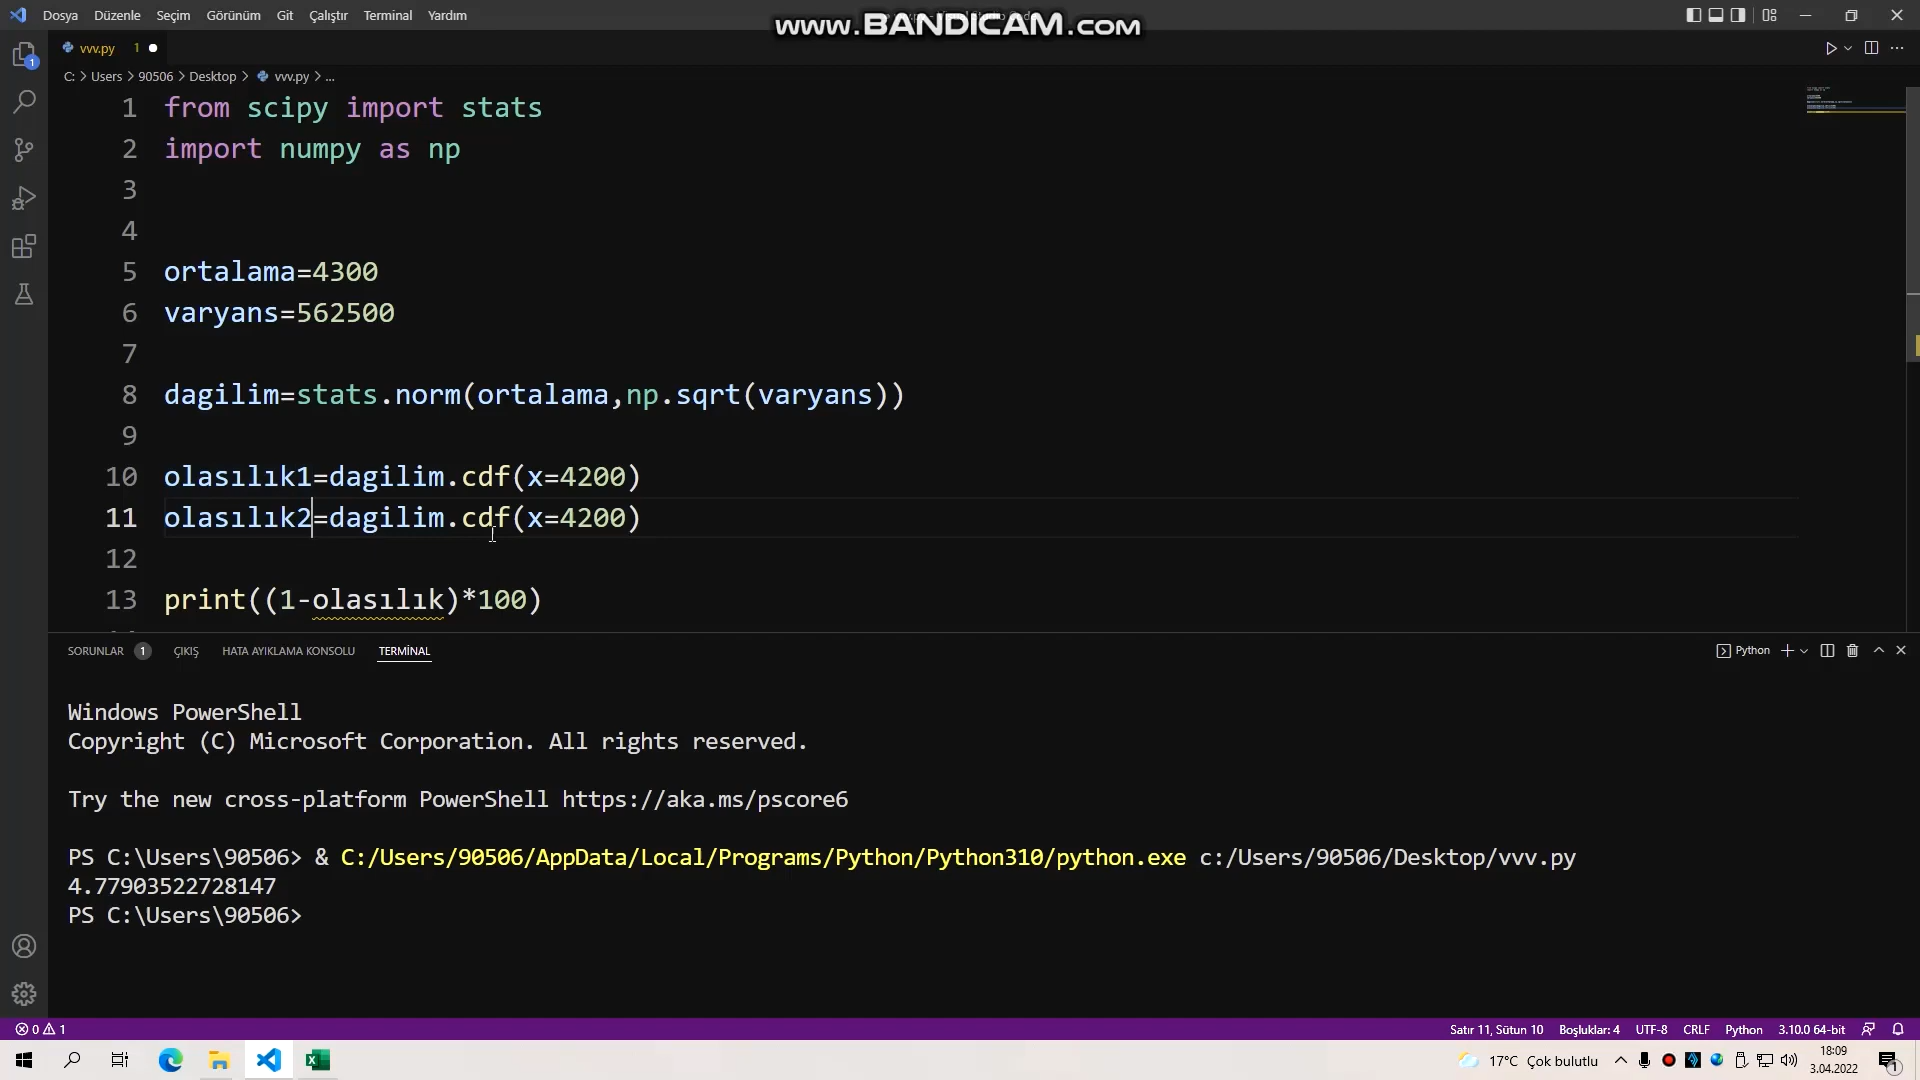 Dosya Düzenle Seçim Görünüm Git Çalıştır Terminal Yardım
www.BANDICAM.com
vvv.py 1
C: > Users > 90506 > Desktop > vvv.py > ...
1 from scipy import stats
2 import numpy as np
3
4
5 ortalama=4300
6 varyans=562500
7
8 dagilim=stats.norm(ortalama,np.sqrt(varyans))
9
10 olasılık1=dagilim.cdf(x=4200)
11 olasılık2=dagilim.cdf(x=4200)
12
13 print((1-olasılık)*100)
SORUNLAR 1 ÇIKIŞ HATA AYIKLAMA KONSOLU TERMİNAL
Python
Windows PowerShell
Copyright (C) Microsoft Corporation. All rights reserved.
Try the new cross-platform PowerShell https://aka.ms/pscore6
PS C:\Users\90506> & C:/Users/90506/AppData/Local/Programs/Python/Python310/python.exe c:/Users/90506/Desktop/vvv.py
4.77903522728147
PS C:\Users\90506>
0 1
Satır 11, Sütun 10 Boşluklar: 4 UTF-8 CRLF Python 3.10.0 64-bit
17°C Çok bulutlu
18:09
3.04.2022